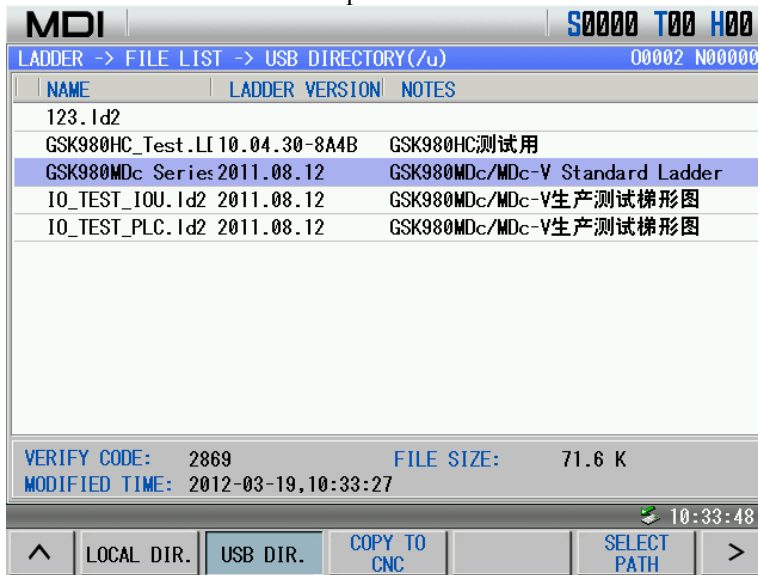 MDI S0000 T00 H00
LADDER -> FILE LIST -> USB DIRECTORY(/u) O0002 N00000
NAME LADDER VERSION NOTES
123.ld2
GSK980HC_Test.L[ 10.04.30-8A4B GSK980HC测试用
GSK980MDc Series 2011.08.12 GSK980MDc/MDc-V Standard Ladder
IO_TEST_IOU.ld2 2011.08.12 GSK980MDc/MDc-V生产测试梯形图
IO_TEST_PLC.ld2 2011.08.12 GSK980MDc/MDc-V生产测试梯形图
VERIFY CODE: 2869 FILE SIZE: 71.6 K
MODIFIED TIME: 2012-03-19,10:33:27
10:33:48
^ LOCAL DIR. USB DIR. COPY TO CNC SELECT PATH >